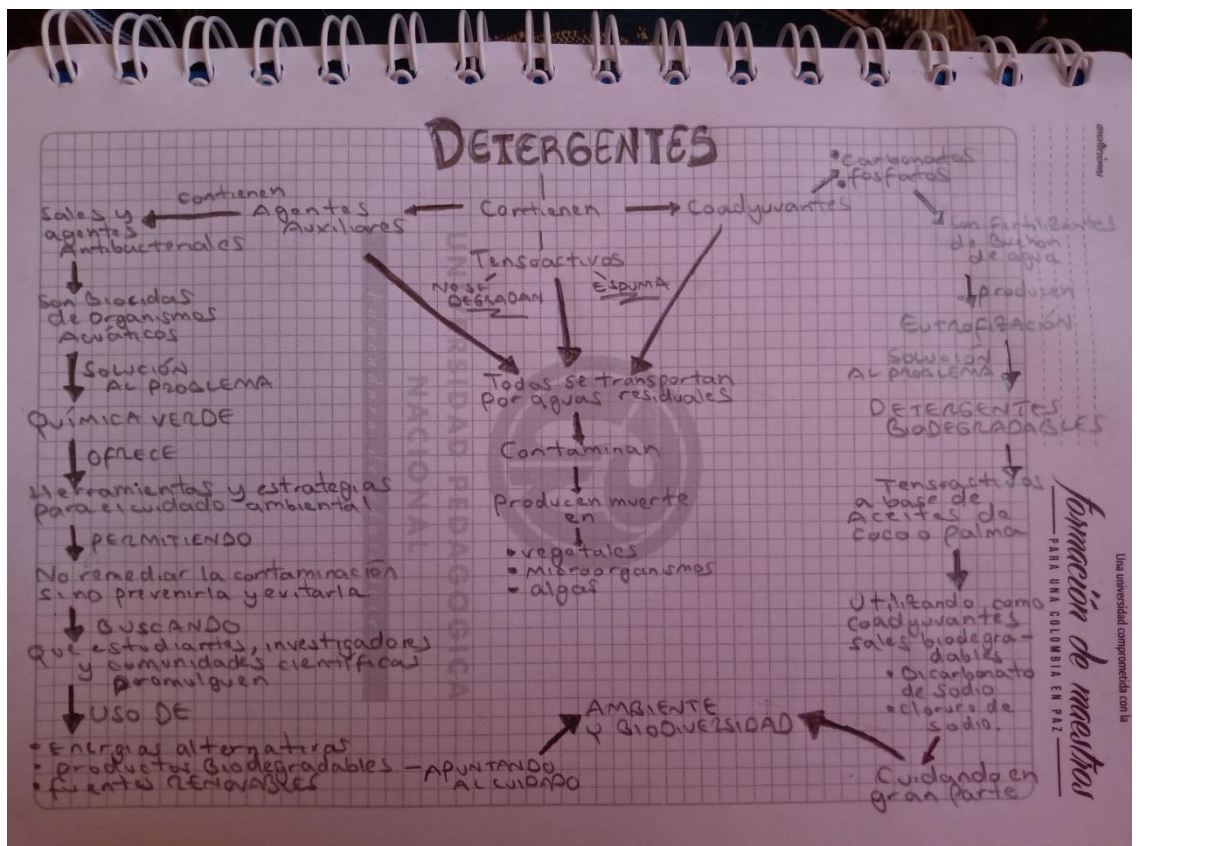 DETERGENTES
Contienen
contienen
Agentes
Auxiliares
Sales y
agentes
Antibacteriales
Son Biocidas
de Organismos
Acuáticos
SOLUCIÓN
AL PROBLEMA
QUÍMICA VERDE
OFRECE
Herramientas y estrategias
para el cuidado ambiental
PERMITIENDO
No remediar la contaminación
sino prevenirla y evitarla
BUSCANDO
Que estudiantes, investigadores
y comunidades científicas
promulguen
USO DE
• Energías alternativas
• Productos Biodegradables
• fuentes RENOVABLES
APUNTANDO
AL CUIDADO
AMBIENTE
Y BIODIVERSIDAD
Tensoactivos
NO SE
DEGRADAN
ESPUMA
Todos se transportan
por aguas residuales
Contaminan
Producen muerte
en
• vegetales
• Microorganismos
• algas
Coadyuvantes
• carbonatos
• fosfatos
Son Fertilizantes
de Buchón
de agua
producen
EUTROFIZACIÓN
SOLUCIÓN
AL PROBLEMA
DETERGENTES
BIODEGRADABLES
Tensoactivos
a base de
Aceites de
coco o palma
Utilizando como
coadyuvantes
sales biodegra-
dables
• Bicarbonato
de sodio
• cloruro de
sodio.
Cuidando en
gran Parte
UNIVERSIDAD PEDAGOGICA
NACIONAL
formación de maestros
PARA UNA COLOMBIA EN PAZ
Una universidad comprometida con la